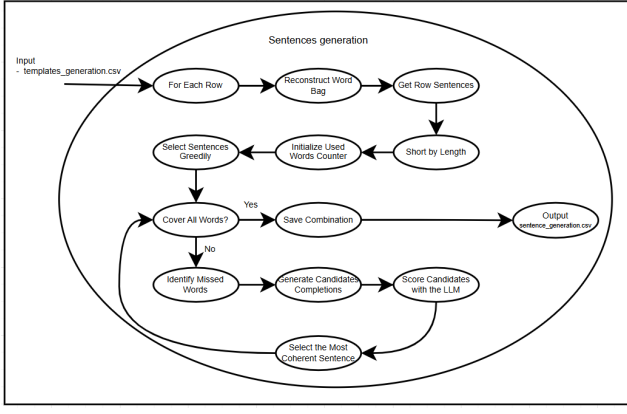 Sentences generation
Input
- templates_generation.csv
For Each Row
Reconstruct Word
Bag
Get Row Sentences
Select Sentences
Greedily
Initialize Used
Words Counter
Short by Length
Cover All Words?
Yes
Save Combination
Output
sentence_generation.csv
No
Identify Missed
Words
Generate Candidates
Completions
Score Candidates
with the LLM
Select the Most
Coherent Sentence